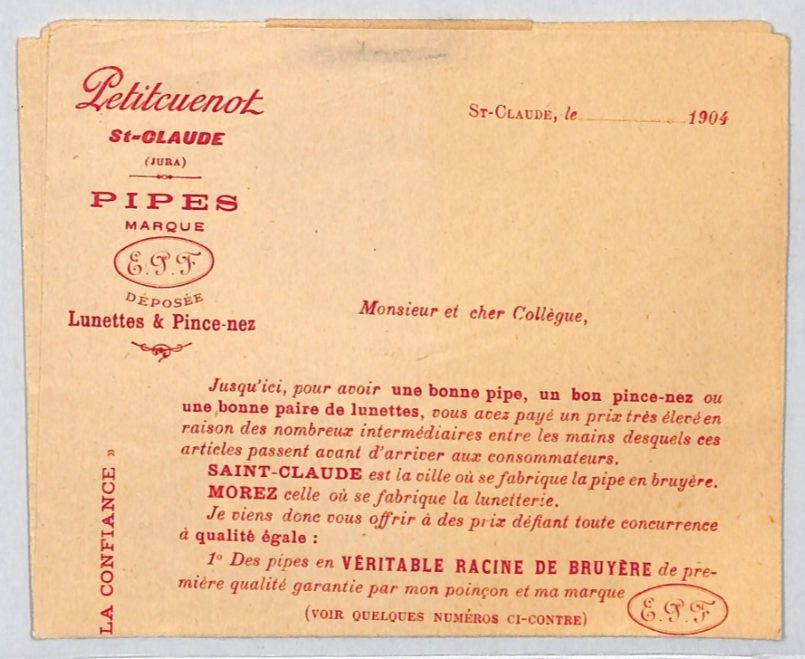 Petitcuenot
St-CLAUDE
(JURA)
PIPES
MARQUE
E.P.F
DÉPOSÉE
Lunettes & Pince-nez
St-Claude, le 1904
Monsieur et cher Collègue,
Jusqu'ici, pour avoir une bonne pipe, un bon pince-nez ou
une bonne paire de lunettes, vous avez payé un prix très élevé en
raison des nombreux intermédiaires entre les mains desquels ces
articles passent avant d'arriver aux consommateurs.
SAINT-CLAUDE est la ville où se fabrique la pipe en bruyère.
MOREZ celle où se fabrique la lunetterie.
Je viens donc vous offrir à des prix défiant toute concurrence
à qualité égale :
1º Des pipes en VÉRITABLE RACINE DE BRUYÈRE de pre-
mière qualité garantie par mon poinçon et ma marque E.P.F
(VOIR QUELQUES NUMÉROS CI-CONTRE)
LA CONFIANCE »